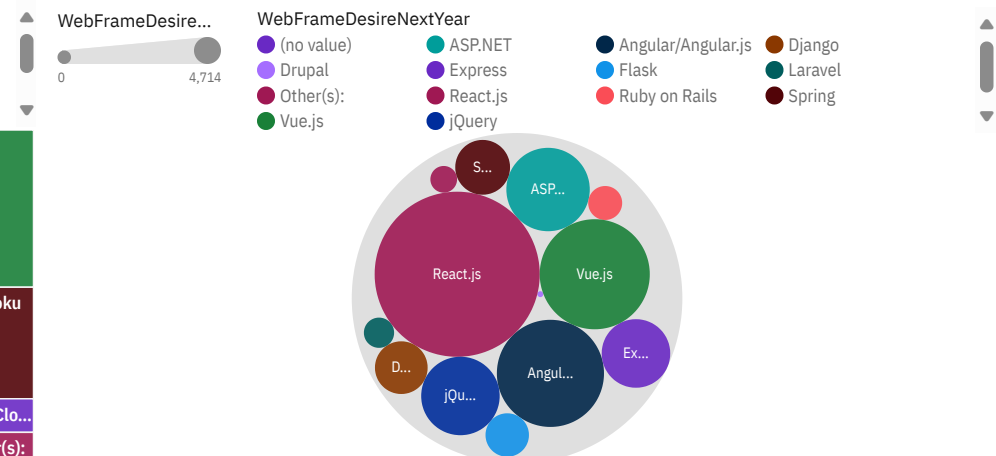 WebFrameDesire...
0
4,714
WebFrameDesireNextYear
(no value)
ASP.NET
Angular/Angular.js
Django
Drupal
Express
Flask
Laravel
Other(s):
React.js
Ruby on Rails
Spring
Vue.js
jQuery
S...
ASP...
React.js
Vue.js
Ex...
D...
Angul...
jQu...
oku
Clo...
r(s):